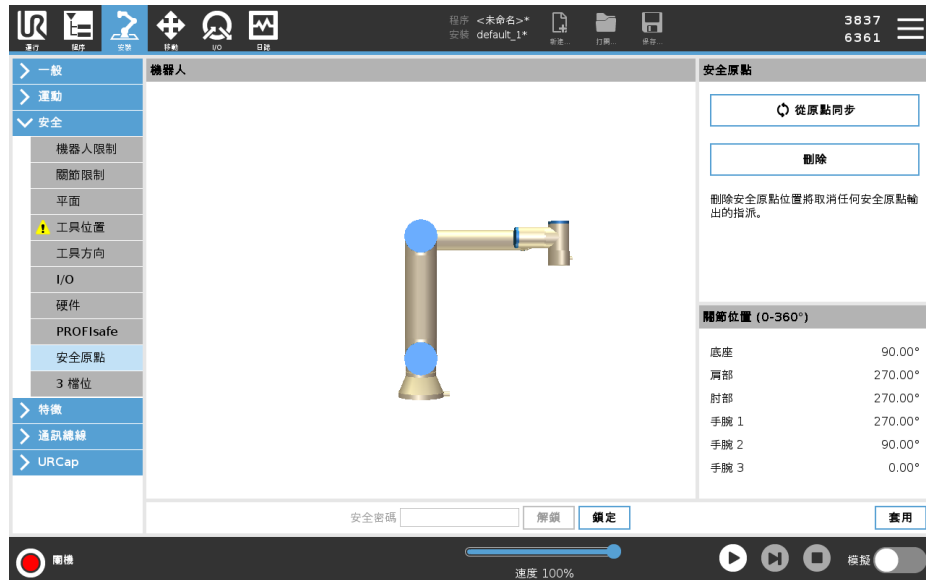 程序 <未命名>*
安裝 default_1*
運行
程序
安裝
移動
I/O
日誌
新建...
打開...
保存...
3837
6361
一般
運動
安全
機器人限制
關節限制
平面
工具位置
工具方向
I/O
硬件
PROFIsafe
安全原點
3 檔位
特徵
通訊總線
URCap
機器人
安全原點
從原點同步
刪除
刪除安全原點位置將取消任何安全原點輸
出的指派。
關節位置 (0-360°)
底座 90.00°
肩部 270.00°
肘部 270.00°
手腕 1 270.00°
手腕 2 90.00°
手腕 3 0.00°
安全密碼 解鎖 鎖定 套用
關機
速度 100%
模擬